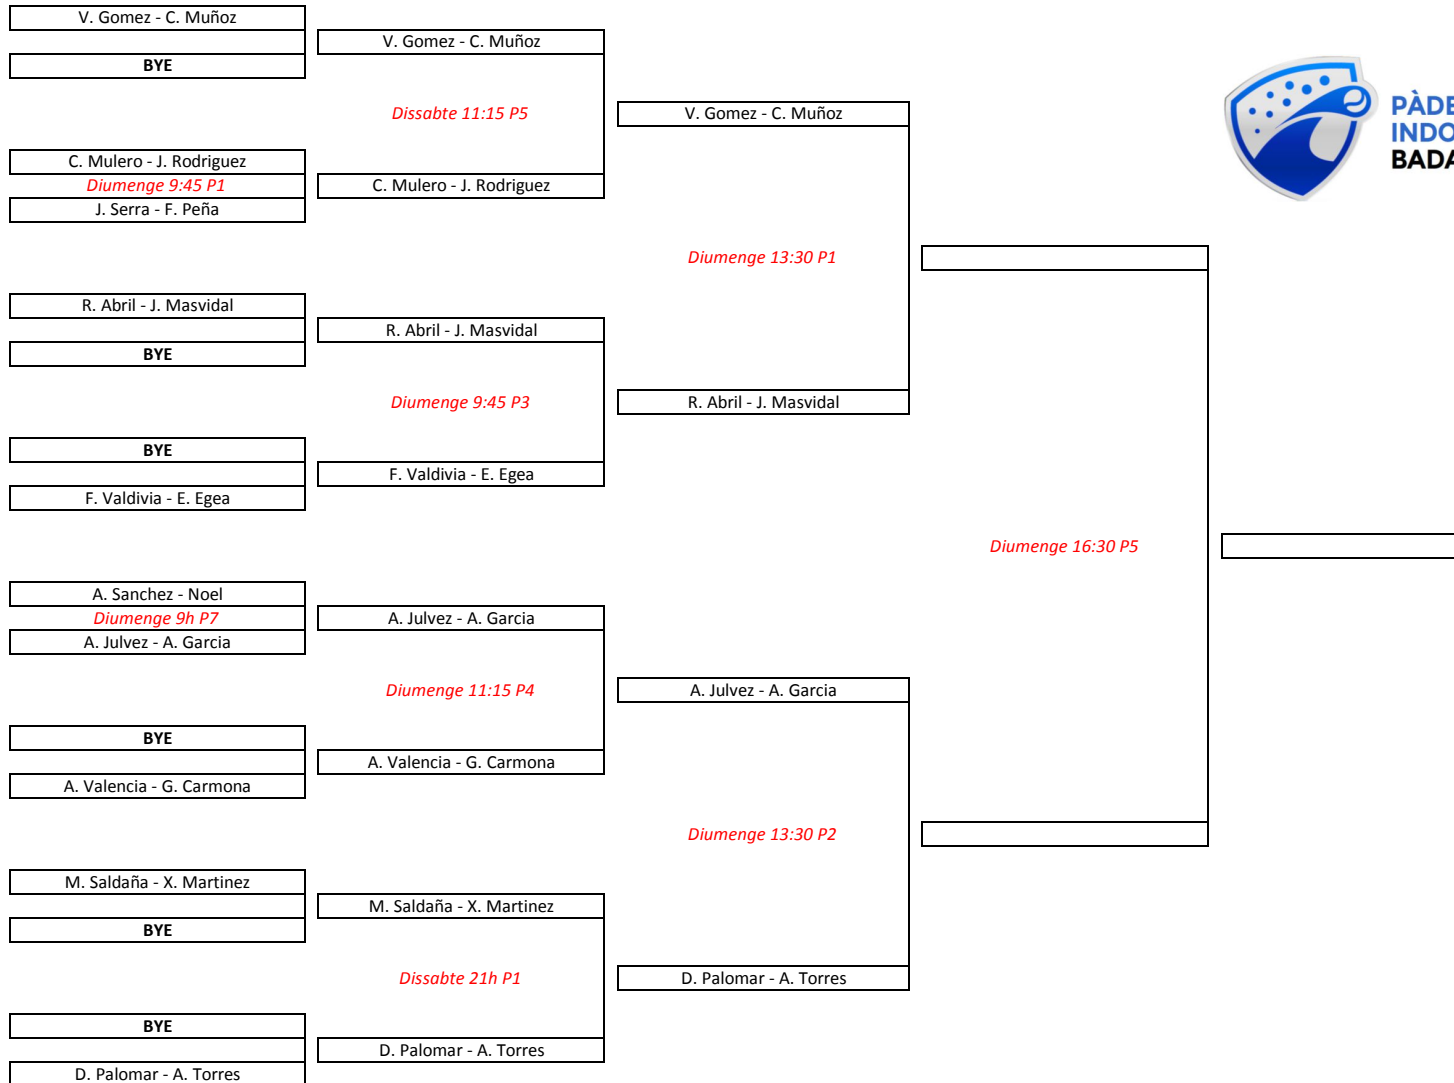 V. Gomez - C. Muñoz
BYE
C. Mulero - J. Rodriguez
Diumenge 9:45 P1
J. Serra - F. Peña
R. Abril - J. Masvidal
BYE
BYE
F. Valdivia - E. Egea
A. Sanchez - Noel
Diumenge 9h P7
A. Julvez - A. Garcia
BYE
A. Valencia - G. Carmona
M. Saldaña - X. Martinez
BYE
BYE
D. Palomar - A. Torres
V. Gomez - C. Muñoz
Dissabte 11:15 P5
C. Mulero - J. Rodriguez
R. Abril - J. Masvidal
Diumenge 9:45 P3
F. Valdivia - E. Egea
A. Julvez - A. Garcia
Diumenge 11:15 P4
A. Valencia - G. Carmona
M. Saldaña - X. Martinez
Dissabte 21h P1
D. Palomar - A. Torres
V. Gomez - C. Muñoz
Diumenge 13:30 P1
R. Abril - J. Masvidal
A. Julvez - A. Garcia
Diumenge 13:30 P2
D. Palomar - A. Torres
Diumenge 16:30 P5